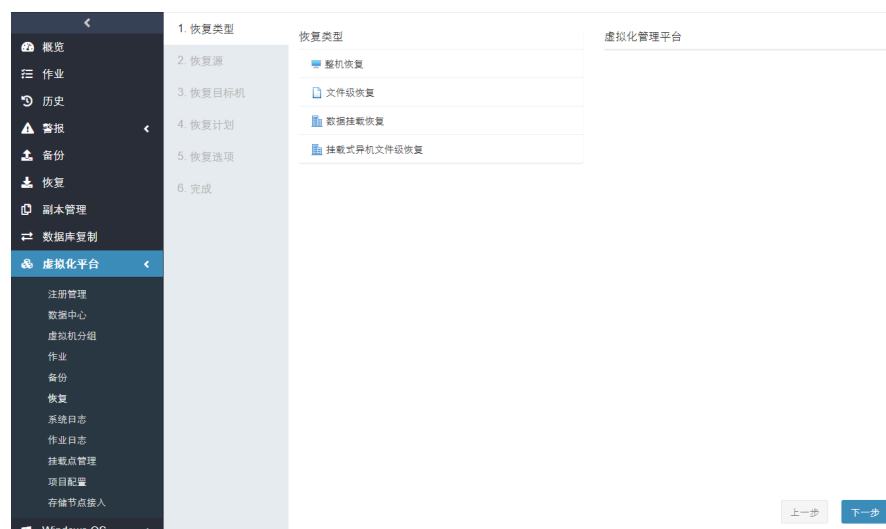 概览
作业
历史
警报
备份
恢复
副本管理
数据库复制
虚拟化平台
注册管理
数据中心
虚拟机分组
作业
备份
恢复
系统日志
作业日志
挂载点管理
项目配置
存储节点接入
Windows OS
1. 恢复类型
2. 恢复源
3. 恢复目标机
4. 恢复计划
5. 恢复选项
6. 完成
恢复类型
整机恢复
文件级恢复
数据挂载恢复
挂载式异机文件级恢复
虚拟化管理平台
上一步
下一步